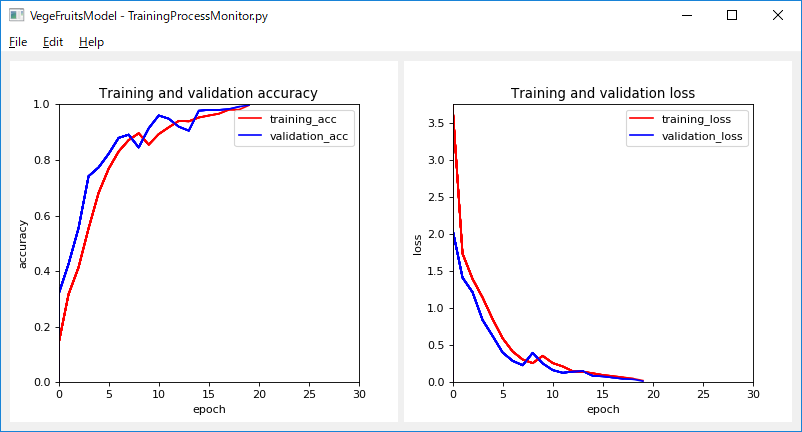 VegeFruitsModel - TrainingProcessMonitor.py
File Edit Help
Training and validation accuracy
training_acc
validation_acc
1.0
0.8
0.6
0.4
0.2
0.0
accuracy
0 5 10 15 20 25 30
epoch
Training and validation loss
training_loss
validation_loss
3.5
3.0
2.5
2.0
1.5
1.0
0.5
0.0
loss
0 5 10 15 20 25 30
epoch